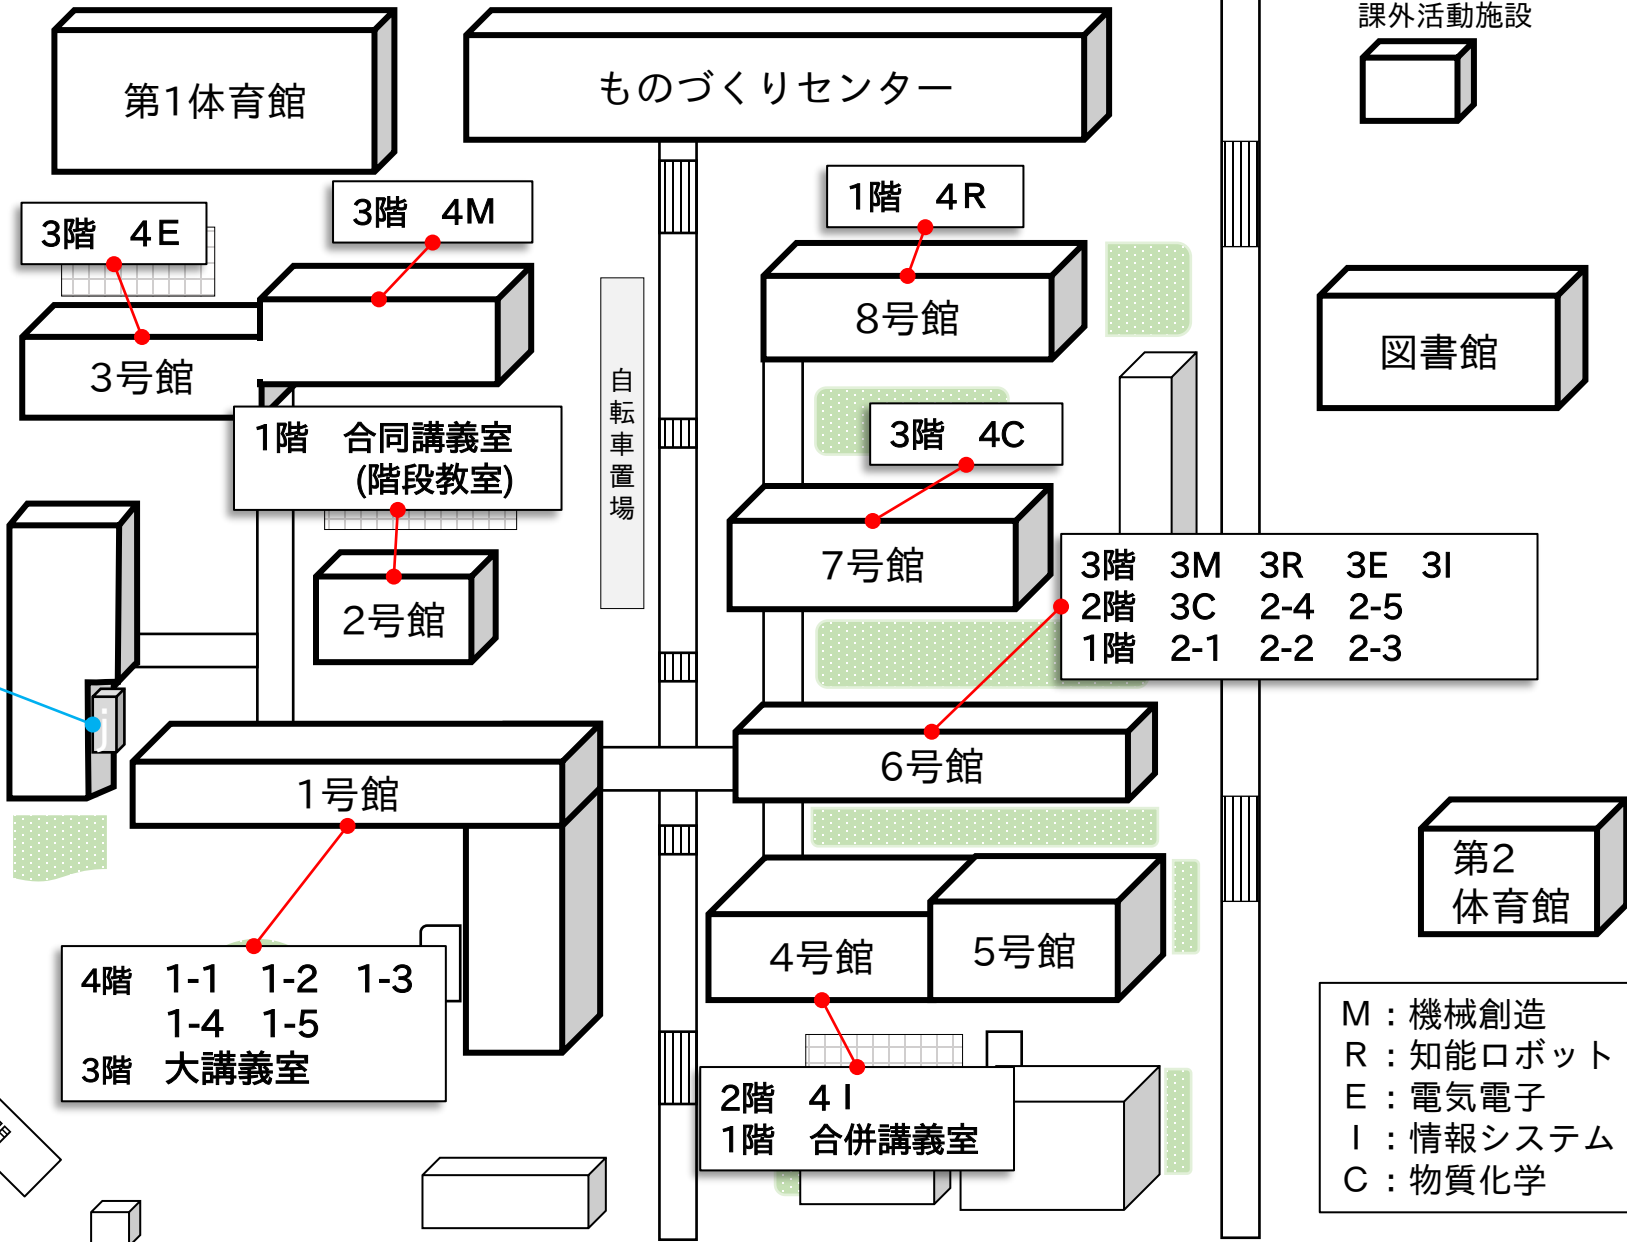 課外活動施設
第1体育館
ものづくりセンター
3階　4M
1階　4R
3階　4E
8号館
図書館
3号館
自転車置場
1階　合同講義室
(階段教室)
3階　4C
7号館
3階　3M　3R　3E　3I
2階　3C　2-4　2-5
1階　2-1　2-2　2-3
2号館
j
6号館
1号館
第2
体育館
4号館
5号館
4階　1-1　1-2　1-3
1-4　1-5
3階　大講義室
M：機械創造
R：知能ロボット
E：電気電子
I：情報システム
C：物質化学
2階　4I
1階　合併講義室